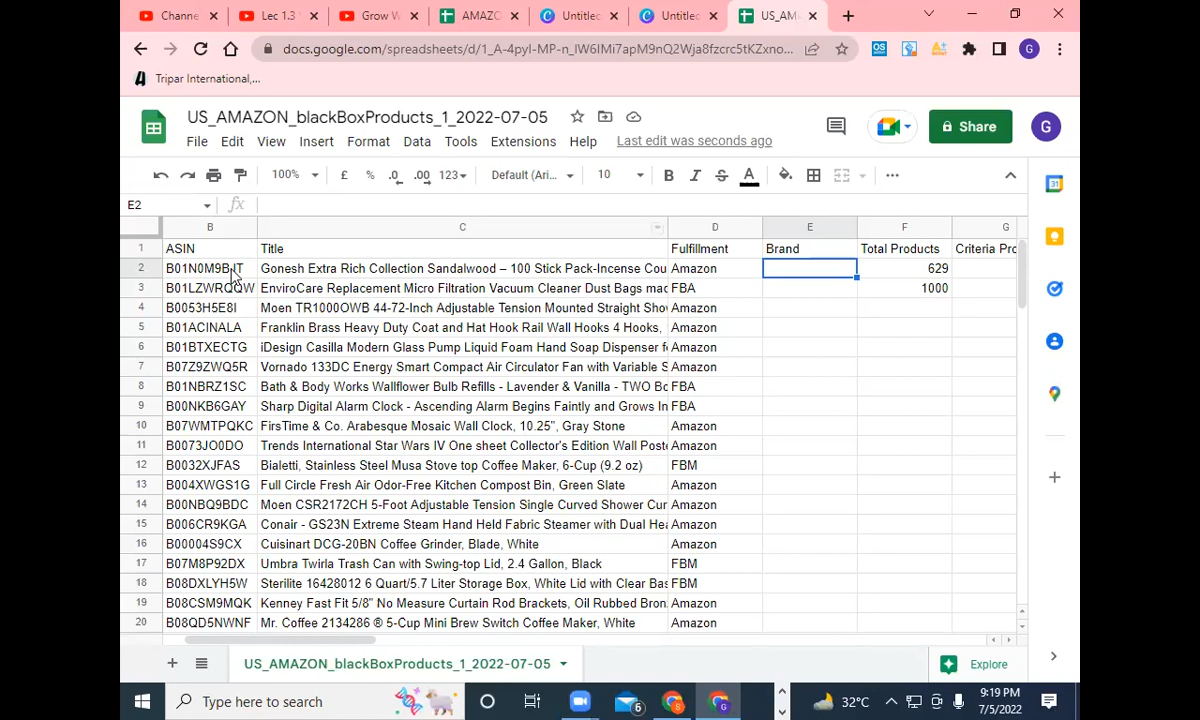 Channe
Lec 1.3
Grow W
AMAZO
Untitled
Untitled
US_AM
docs.google.com/spreadsheets/d/1_A-4pyI-MP-n_IW6IMi7apM9nQ2Wja8fzcrc5tKZxno...
OS
G
Tripar International,...
US_AMAZON_blackBoxProducts_1_2022-07-05
Share
G
File Edit View Insert Format Data Tools Extensions Help Last edit was seconds ago
100% £ % .0 .00 123 Default (Ari... 10 B I S A
E2 fx
B C D E F G
1 ASIN Title Fulfillment Brand Total Products Criteria Pro
2 Gonesh Extra Rich Collection Sandalwood – 100 Stick Pack-Incense Cou Amazon 629
3 EnviroCare Replacement Micro Filtration Vacuum Cleaner Dust Bags mad FBA 1000
4 B0053H5E8I Moen TR1000OWB 44-72-Inch Adjustable Tension Mounted Straight Sho Amazon
5 B01ACINALA Franklin Brass Heavy Duty Coat and Hat Hook Rail Wall Hooks 4 Hooks, Amazon
6 B01BTXECTG iDesign Casilla Modern Glass Pump Liquid Foam Hand Soap Dispenser fo Amazon
7 B07Z9ZWQ5R Vornado 133DC Energy Smart Compact Air Circulator Fan with Variable S Amazon
8 B01NBRZ1SC Bath & Body Works Wallflower Bulb Refills - Lavender & Vanilla - TWO Bo FBA
9 B00NKB6GAY Sharp Digital Alarm Clock - Ascending Alarm Begins Faintly and Grows In FBA
10 B07WMTPQKC FirsTime & Co. Arabesque Mosaic Wall Clock, 10.25", Gray Stone Amazon
11 B0073JO0DO Trends International Star Wars IV One sheet Collector's Edition Wall Poste Amazon
12 B0032XJFAS Bialetti, Stainless Steel Musa Stove top Coffee Maker, 6-Cup (9.2 oz) FBM
13 B004XWGS1G Full Circle Fresh Air Odor-Free Kitchen Compost Bin, Green Slate Amazon
14 B00NBQ9BDC Moen CSR2172CH 5-Foot Adjustable Tension Single Curved Shower Cur Amazon
15 B006CR9KGA Conair - GS23N Extreme Steam Hand Held Fabric Steamer with Dual Hea Amazon
16 B00004S9CX Cuisinart DCG-20BN Coffee Grinder, Blade, White Amazon
17 B07M8P92DX Umbra Twirla Trash Can with Swing-top Lid, 2.4 Gallon, Black FBM
18 B08DXLYH5W Sterilite 16428012 6 Quart/5.7 Liter Storage Box, White Lid with Clear Bas FBM
19 B08CSM9MQK Kenney Fast Fit 5/8" No Measure Curtain Rod Brackets, Oil Rubbed Bron Amazon
20 B08QD5NWNF Mr. Coffee 2134286 ® 5-Cup Mini Brew Switch Coffee Maker, White Amazon
US_AMAZON_blackBoxProducts_1_2022-07-05
Explore
Type here to search
6
32°C
9:19 PM
7/5/2022